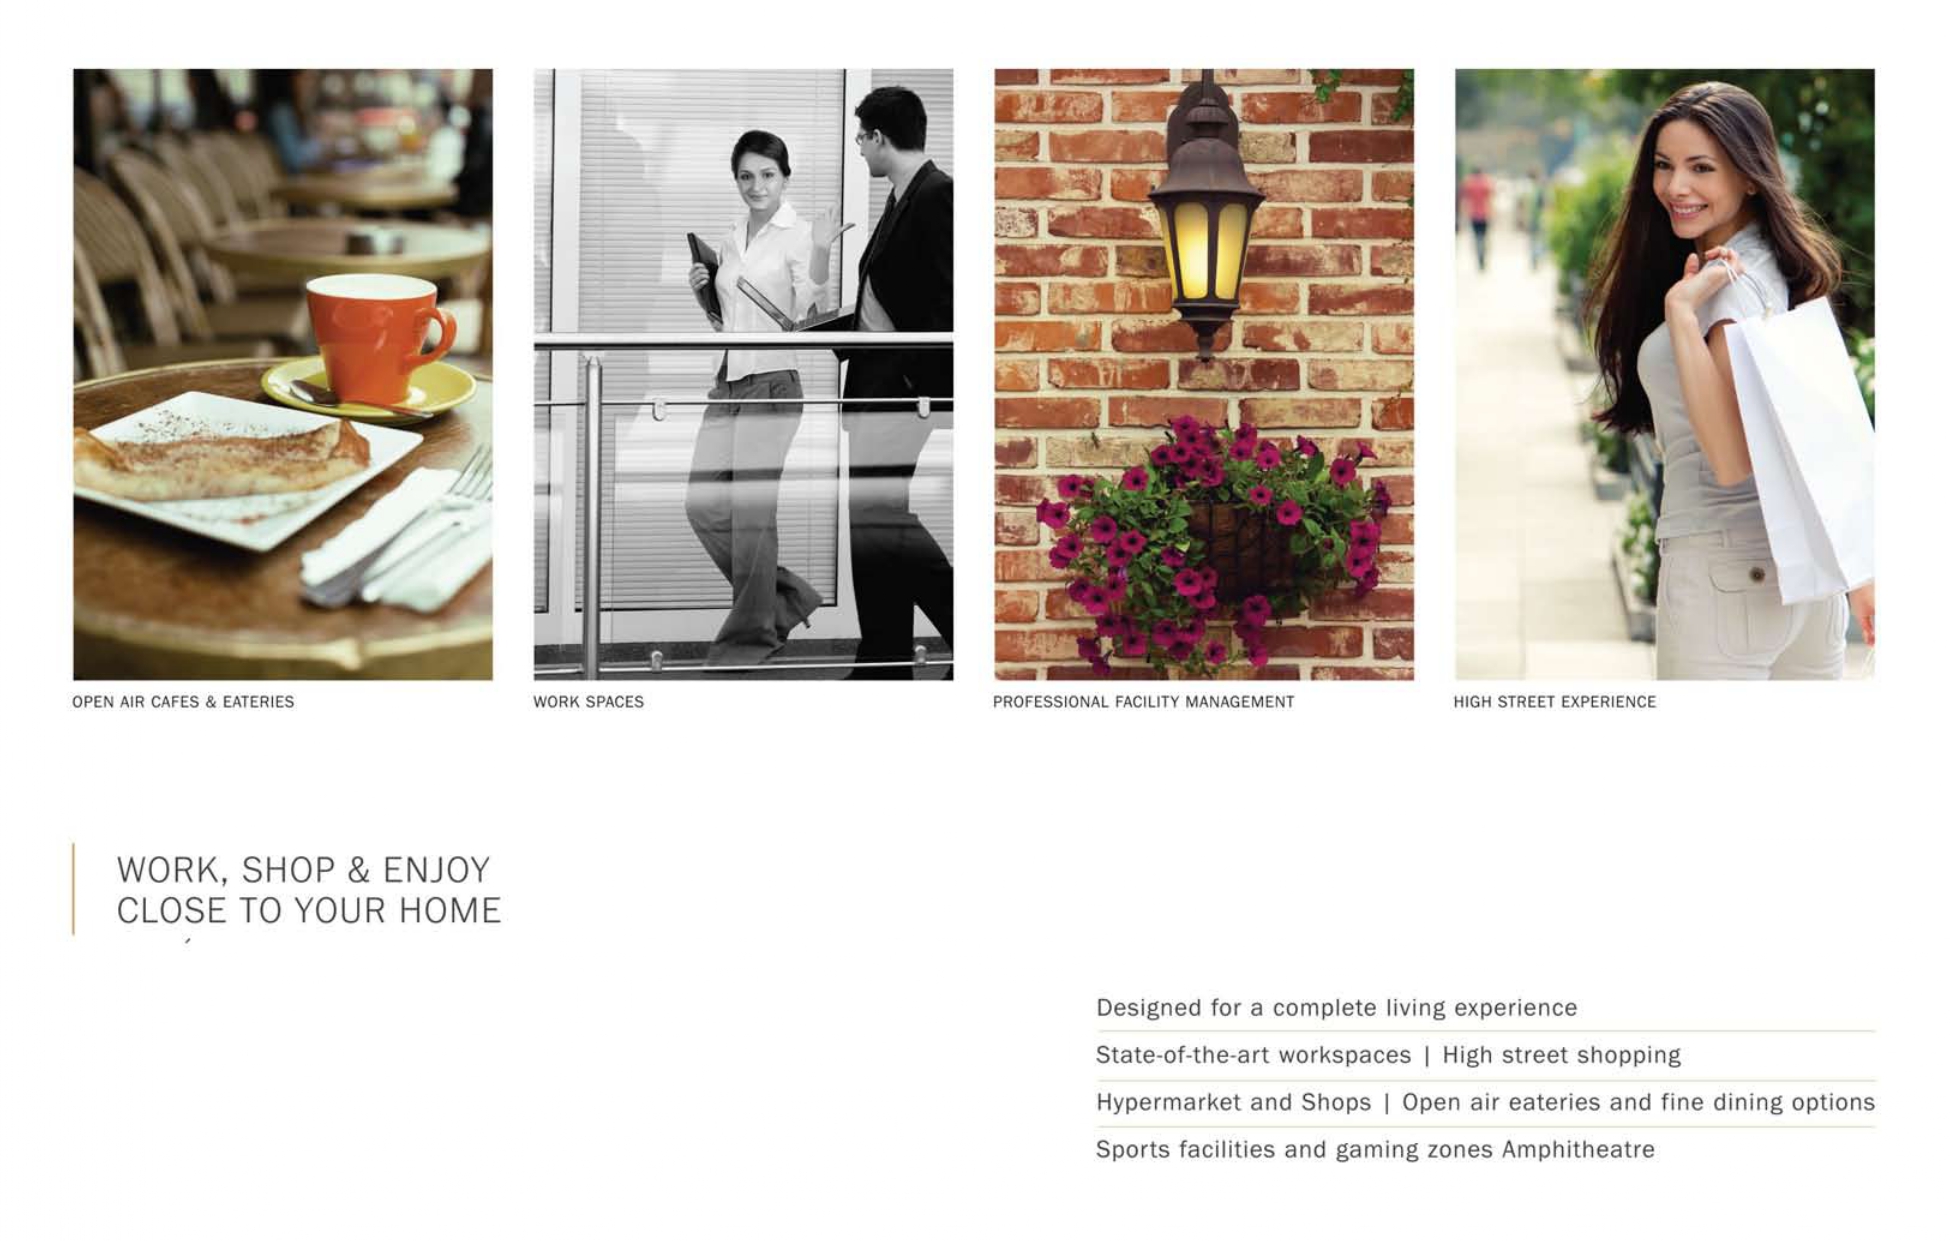 OPEN AIR CAFES & EATERIES
WORK SPACES
PROFESSIONAL FACILITY MANAGEMENT
HIGH STREET EXPERIENCE
WORK, SHOP & ENJOY
CLOSE TO YOUR HOME
Designed for a complete living experience
State-of-the-art workspaces | High street shopping
Hypermarket and Shops | Open air eateries and fine dining options
Sports facilities and gaming zones Amphitheatre